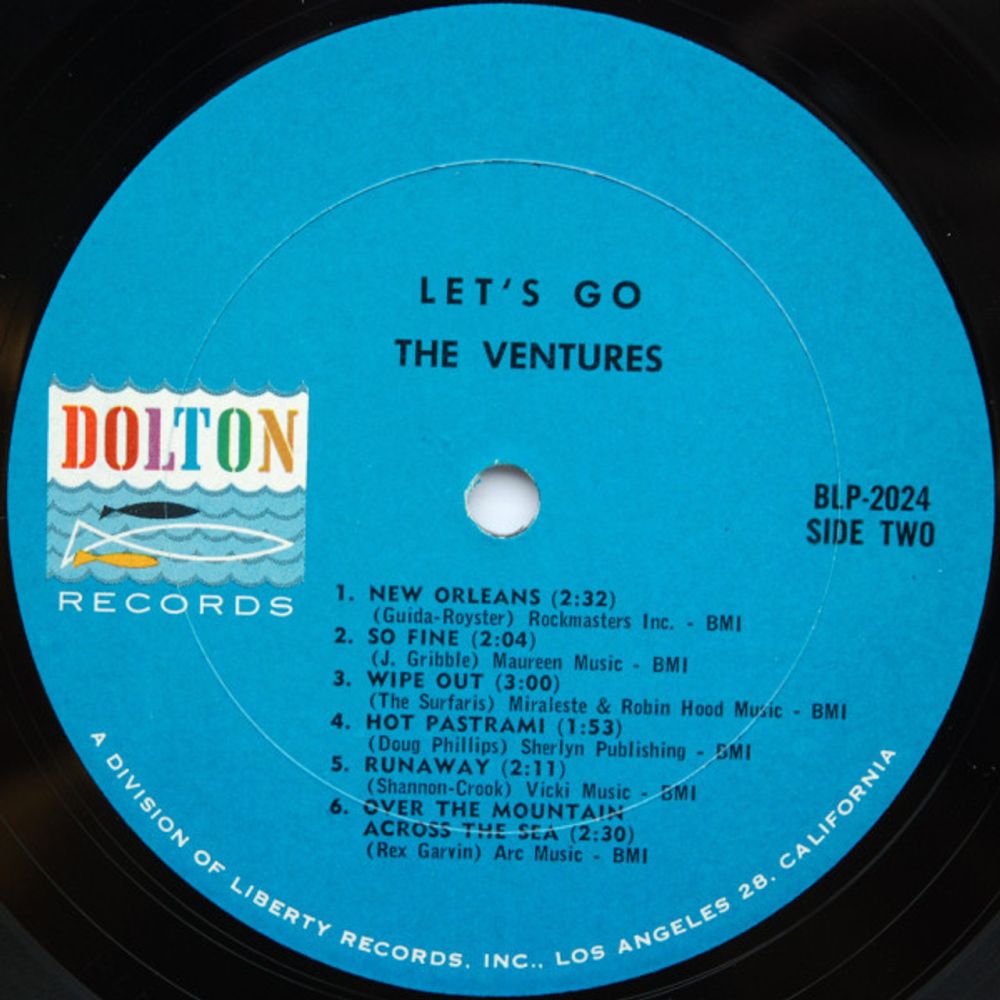 LET'S GO
THE VENTURES
DOLTON
RECORDS
BLP-2024
SIDE TWO
1. NEW ORLEANS (2:32)
(Guida-Royster) Rockmasters Inc. - BMI
2. SO FINE (2:04)
(J. Gribble) Maureen Music - BMI
3. WIPE OUT (3:00)
(The Surfaris) Miraleste & Robin Hood Music - BMI
4. HOT PASTRAMI (1:53)
(Doug Phillips) Sherlyn Publishing - BMI
5. RUNAWAY (2:11)
(Shannon-Crook) Vicki Music - BMI
6. OVER THE MOUNTAIN
ACROSS THE SEA (2:30)
(Rex Garvin) Arc Music - BMI
A DIVISION OF LIBERTY RECORDS, INC., LOS ANGELES 28, CALIFORNIA